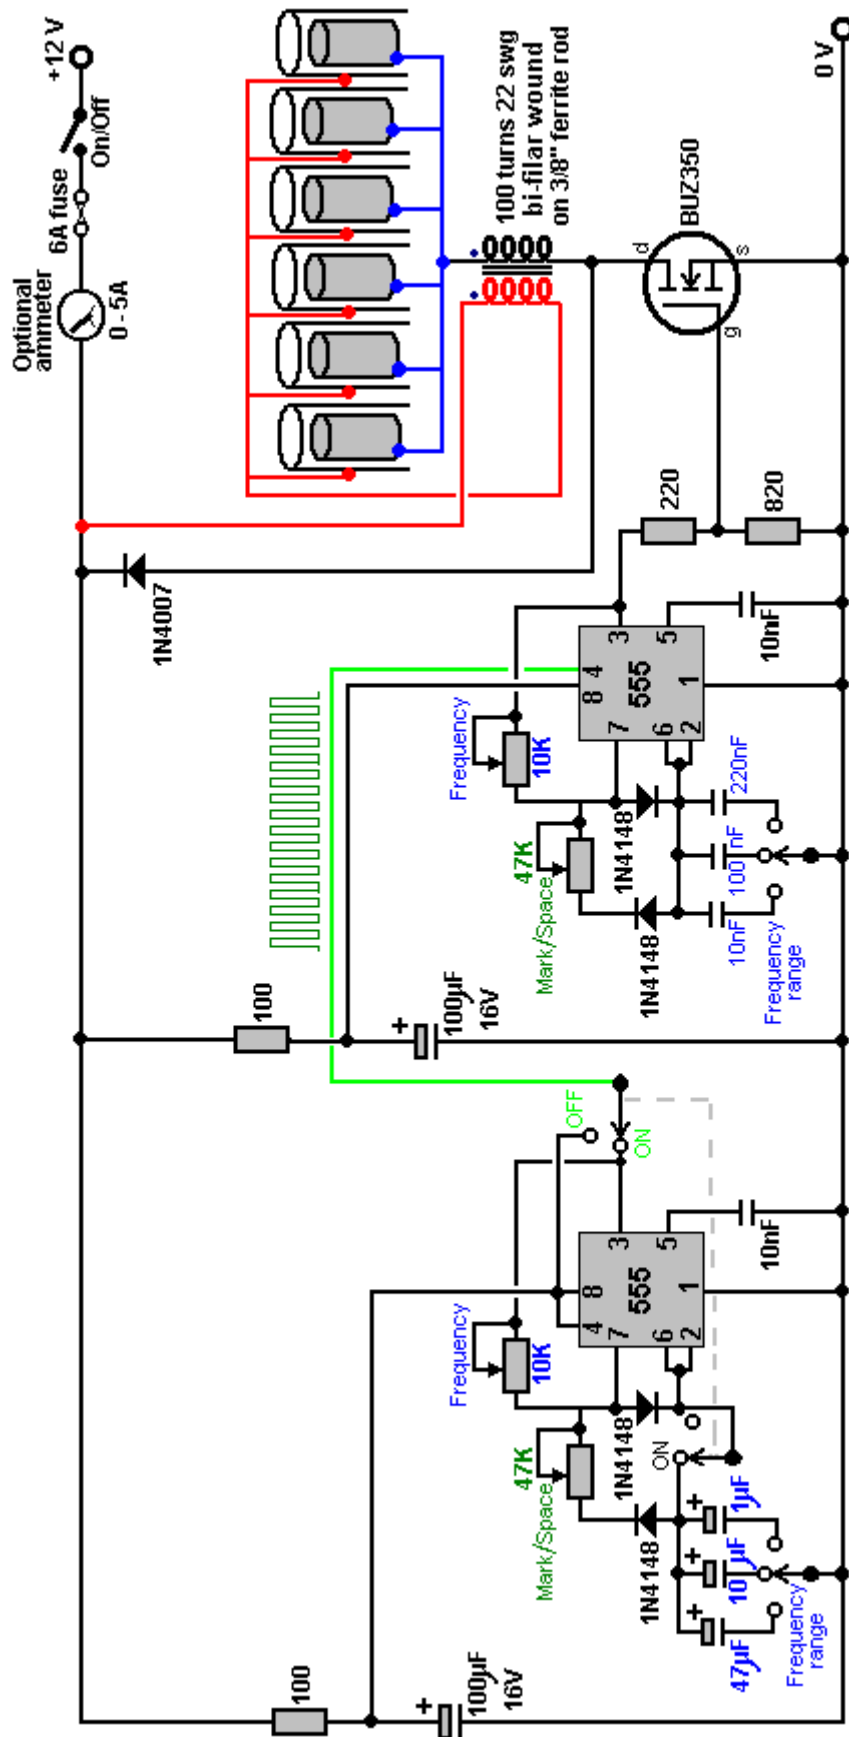 +12 V
On/Off
6A fuse
Optional
ammeter
0 - 5A
1N4007
100 turns 22 swg
bi-filar wound
on 3/8" ferrite rod
d
g
s
BUZ350
0 V
220
820
100
100µF
16V
+
Frequency
10K
47K
Mark/Space
1N4148
1N4148
8
4
3
7
555
6
2
1
5
10nF
220nF
100 nF
10nF
Frequency
range
OFF
ON
100
100µF
16V
+
Frequency
10K
47K
Mark/Space
1N4148
1N4148
ON
4
8
3
7
555
6
2
1
5
10nF
+
1µF
+
10 µF
+
47µF
Frequency
range